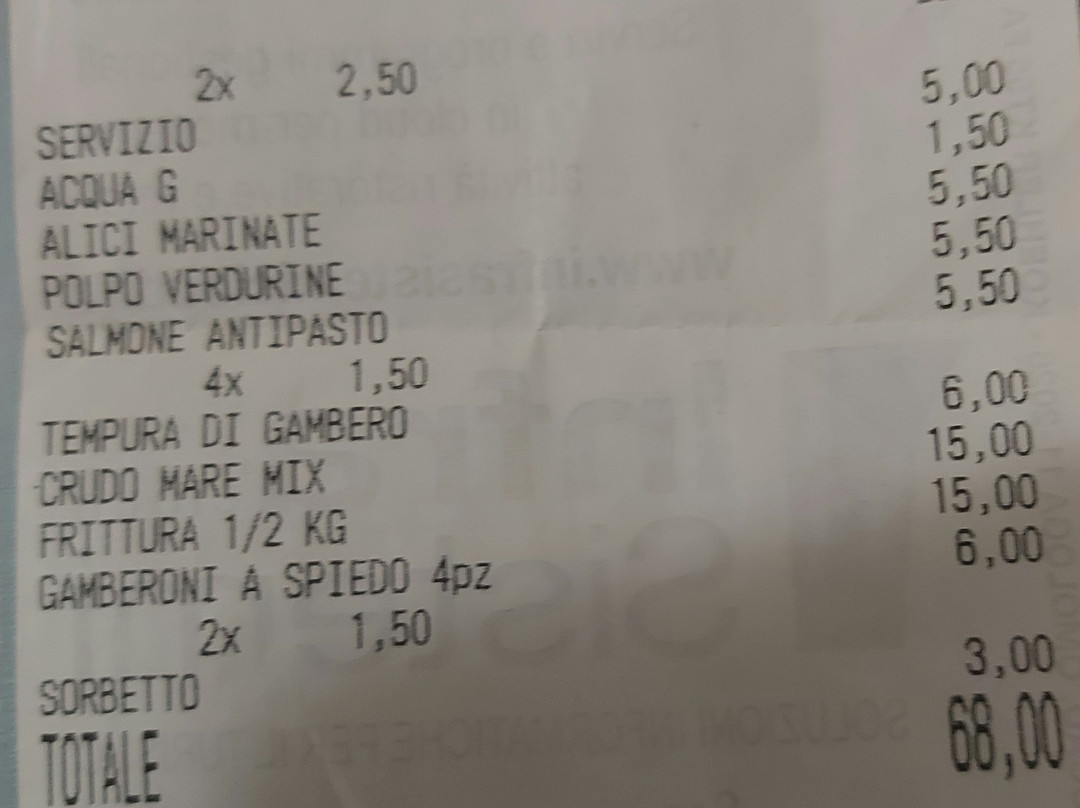 2x 2,50
SERVIZIO 5,00
ACQUA G 1,50
ALICI MARINATE 5,50
POLPO VERDURINE 5,50
SALMONE ANTIPASTO 5,50
4x 1,50
TEMPURA DI GAMBERO 6,00
CRUDO MARE MIX 15,00
FRITTURA 1/2 KG 15,00
GAMBERONI A SPIEDO 4pz 6,00
2x 1,50
SORBETTO 3,00
TOTALE 68,00